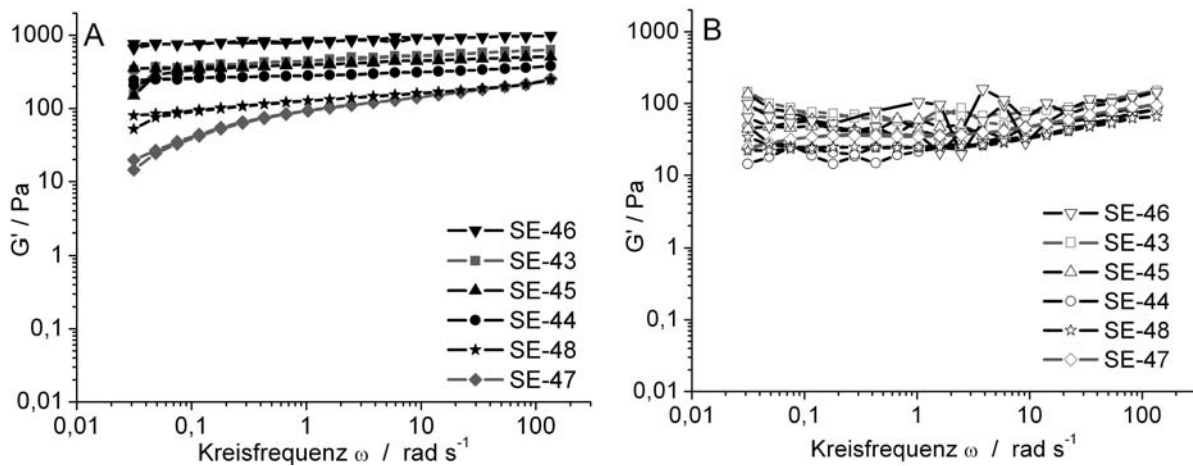 A
1000
100
10
1
0,1
0,01
G' / Pa
SE-46
SE-43
SE-45
SE-44
SE-48
SE-47
0,01
0,1
1
10
100
Kreisfrequenz ω / rad s⁻¹
B
1000
100
10
1
0,1
0,01
G' / Pa
SE-46
SE-43
SE-45
SE-44
SE-48
SE-47
0,01
0,1
1
10
100
Kreisfrequenz ω / rad s⁻¹